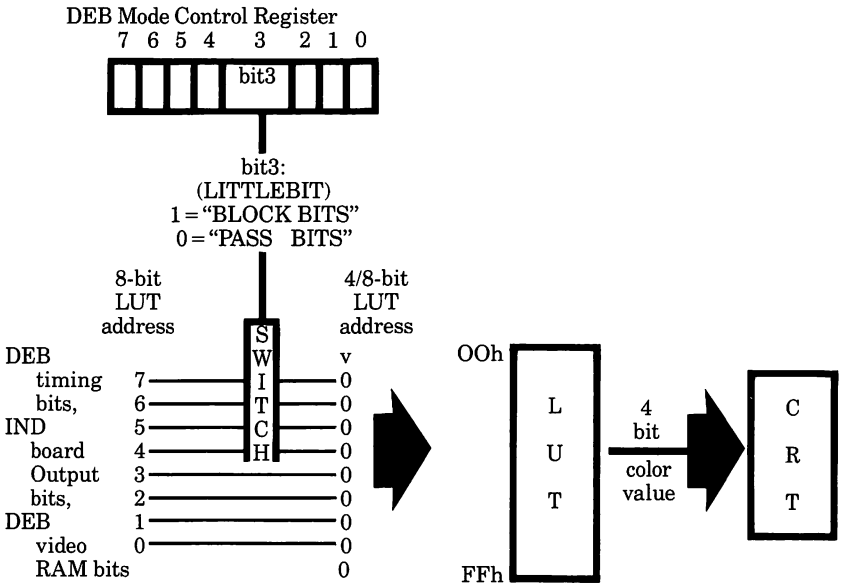 DEB Mode Control Register
7 6 5 4 3 2 1 0
bit3
bit3:
(LITTLEBIT)
1 = “BLOCK BITS”
0 = “PASS BITS”
8-bit
LUT
address
4/8-bit
LUT
address
S
W
I
T
C
H
DEB v
timing 7 0
bits, 6 0
IND 5 0
board 4 0
Output 3 0
bits, 2 0
DEB 1 0
video 0 0
RAM bits 0
OOh
L
U
T
FFh
4
bit
color
value
C
R
T